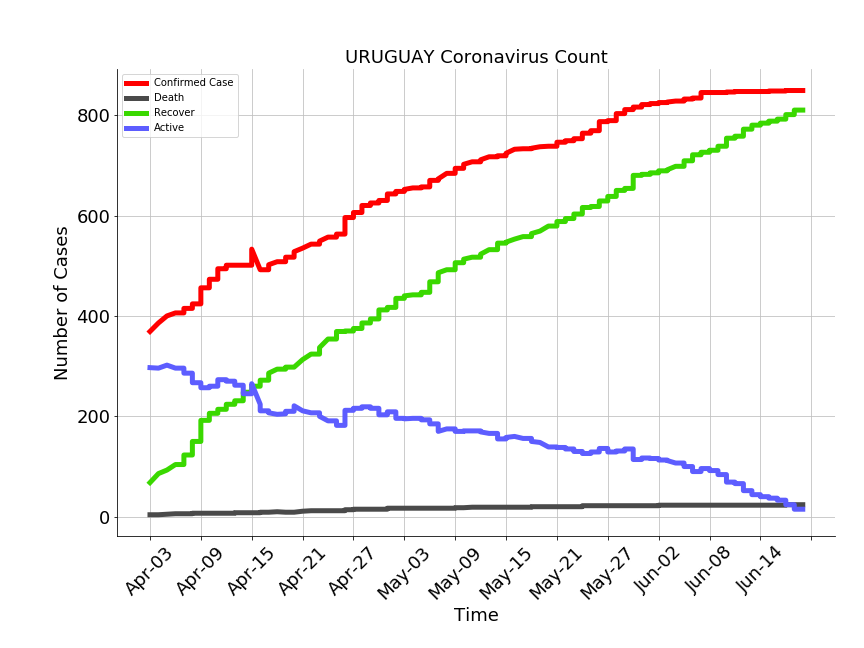 URUGUAY Coronavirus Count
Confirmed Case
Death
Recover
Active
Number of Cases
800
600
400
200
0
Apr-03
Apr-09
Apr-15
Apr-21
Apr-27
May-03
May-09
May-15
May-21
May-27
Jun-02
Jun-08
Jun-14
Time